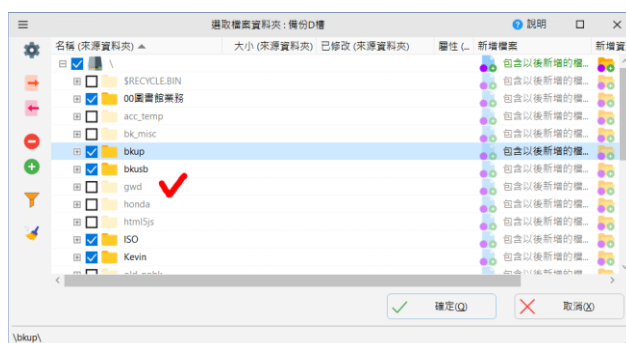 選取檔案資料夾 : 備份D槽
說明
名稱 (來源資料夾)
大小 (來源資料夾)
已修改 (來源資料夾)
屬性 (...
新增檔案
新增資
\
包含以後新增的檔...
$RECYCLE.BIN
包含以後新增的檔...
00圖書館業務
包含以後新增的檔...
acc_temp
包含以後新增的檔...
bk_misc
包含以後新增的檔...
bkup
包含以後新增的檔...
bkusb
包含以後新增的檔...
gwd
包含以後新增的檔...
honda
包含以後新增的檔...
html5js
包含以後新增的檔...
ISO
包含以後新增的檔...
Kevin
包含以後新增的檔...
確定(O)
取消(X)
\bkup\